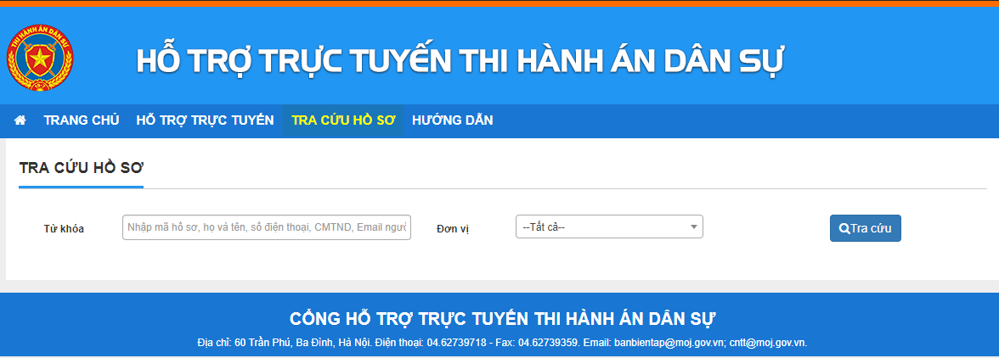 THI HÀNH ÁN DÂN SỰ
HỖ TRỢ TRỰC TUYẾN THI HÀNH ÁN DÂN SỰ
TRANG CHỦ HỖ TRỢ TRỰC TUYẾN TRA CỨU HỒ SƠ HƯỚNG DẪN
TRA CỨU HỒ SƠ
Từ khóa Nhập mã hồ sơ, họ và tên, số điện thoại, CMTND, Email người Đơn vị --Tất cả-- Tra cứu
CỔNG HỖ TRỢ TRỰC TUYẾN THI HÀNH ÁN DÂN SỰ
Địa chỉ: 60 Trần Phú, Ba Đình, Hà Nội. Điện thoại: 04.62739718 - Fax: 04.62739359. Email: banbientap@moj.gov.vn; cntt@moj.gov.vn.